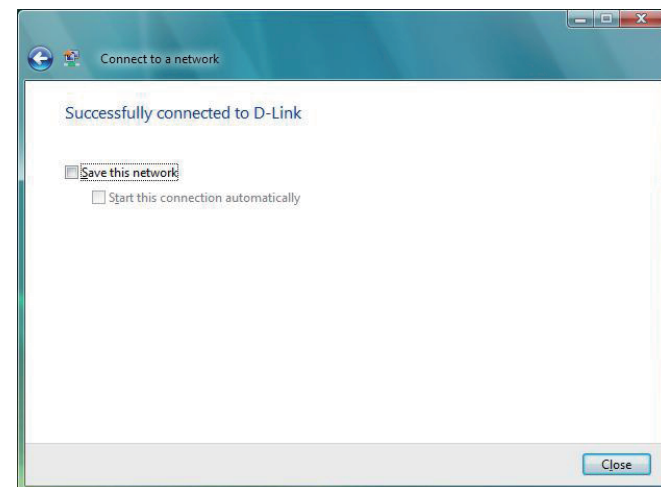 Connect to a network
Successfully connected to D-Link
Save this network
Start this connection automatically
Close